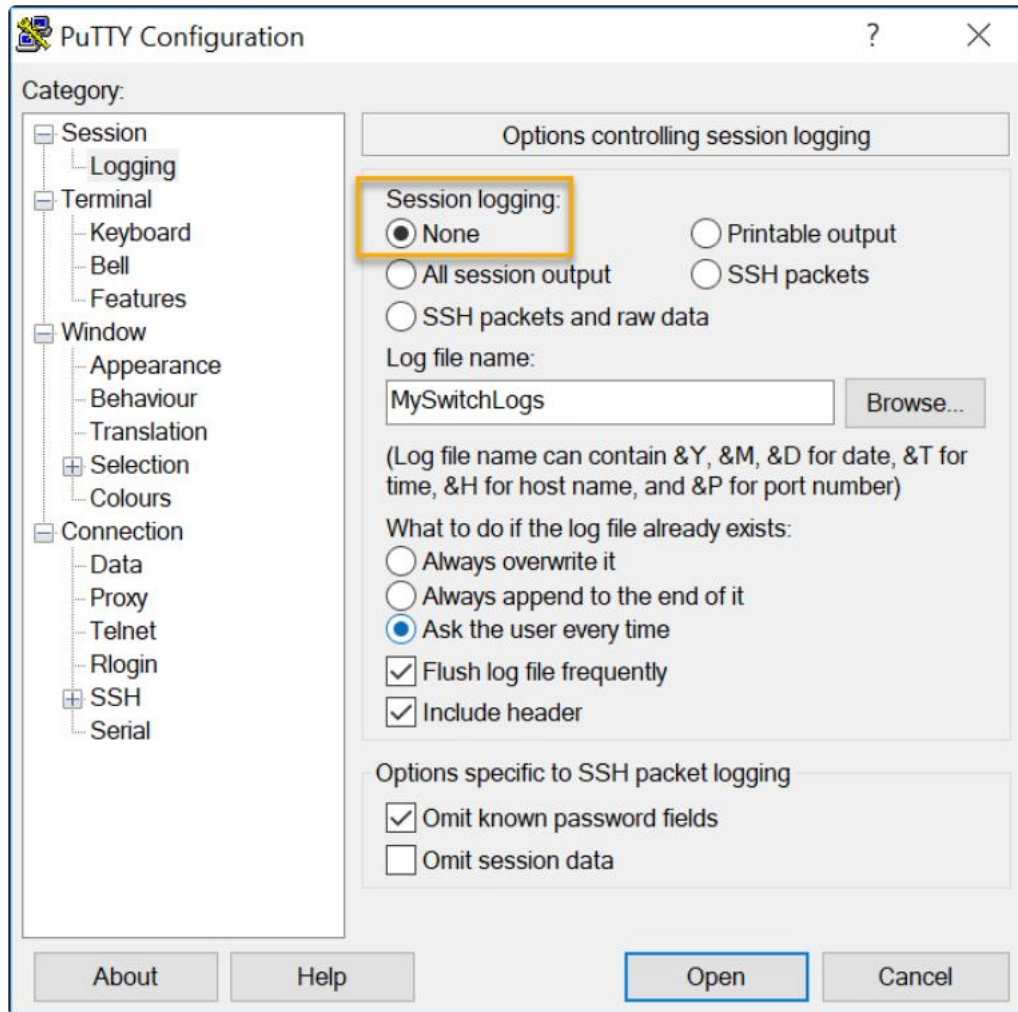 PuTTY Configuration
?
Category:
Session
Logging
Terminal
Keyboard
Bell
Features
Window
Appearance
Behaviour
Translation
Selection
Colours
Connection
Data
Proxy
Telnet
Rlogin
SSH
Serial
Options controlling session logging
Session logging:
None
Printable output
All session output
SSH packets
SSH packets and raw data
Log file name:
MySwitchLogs
Browse...
(Log file name can contain &Y, &M, &D for date, &T for
time, &H for host name, and &P for port number)
What to do if the log file already exists:
Always overwrite it
Always append to the end of it
Ask the user every time
Flush log file frequently
Include header
Options specific to SSH packet logging
Omit known password fields
Omit session data
About
Help
Open
Cancel